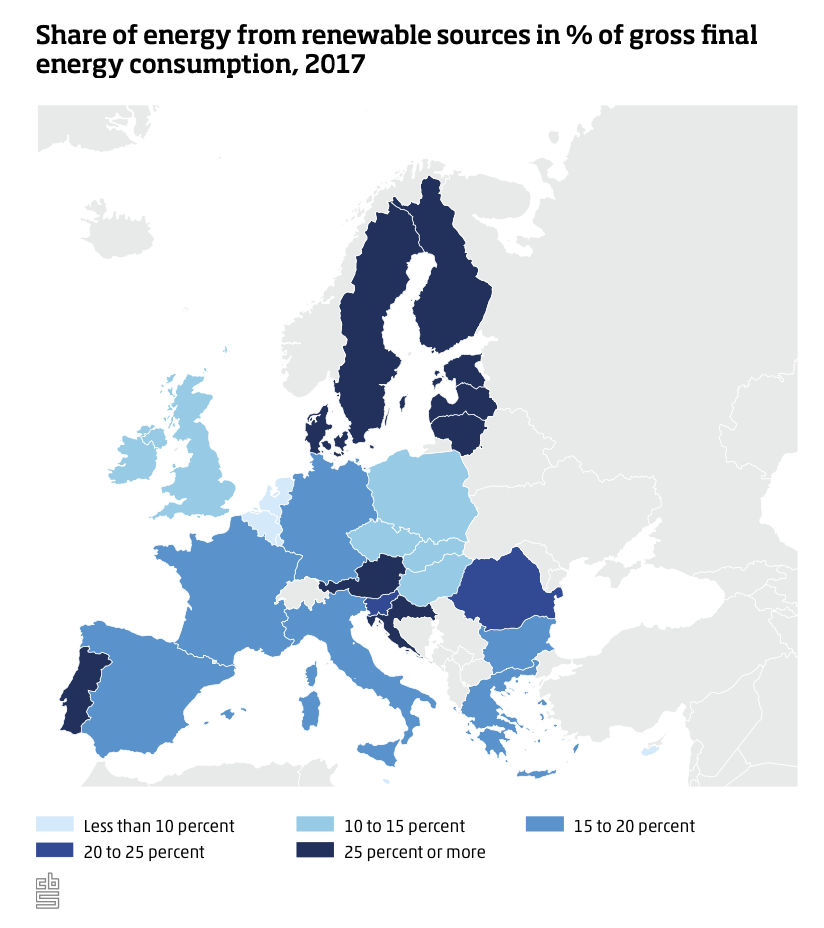 Share of energy from renewable sources in % of gross final
energy consumption, 2017
Less than 10 percent
10 to 15 percent
15 to 20 percent
20 to 25 percent
25 percent or more
cbs